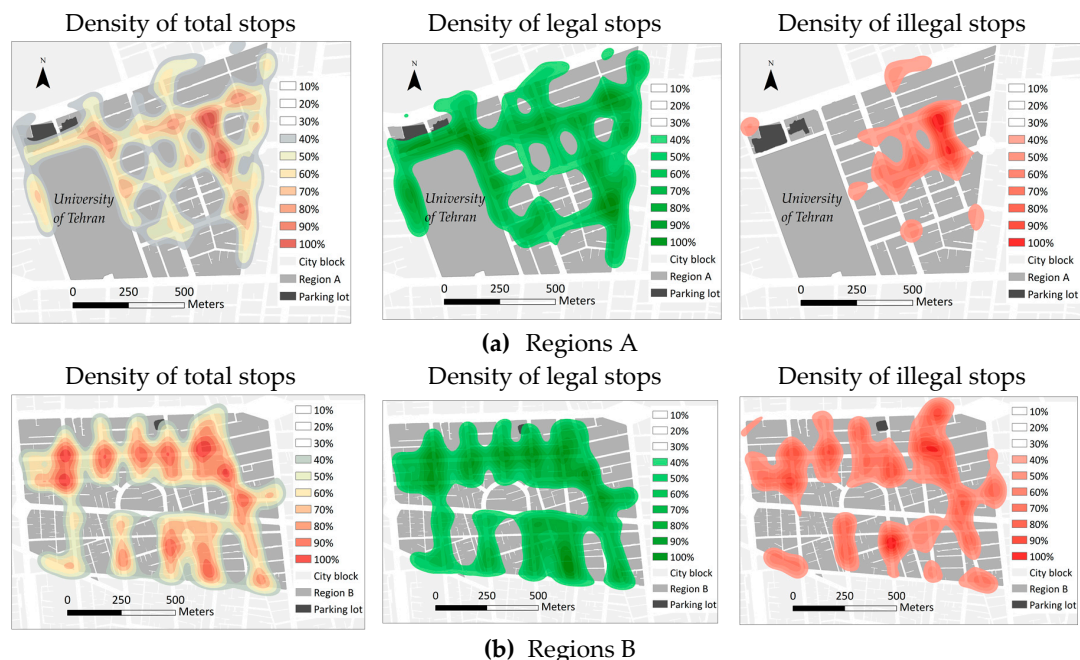 Density of total stops
Density of legal stops
Density of illegal stops
N
10%
20%
30%
40%
50%
60%
70%
80%
90%
100%
City block
Region A
Parking lot
University
of Tehran
0 250 500
Meters
N
10%
20%
30%
40%
50%
60%
70%
80%
90%
100%
City block
Region A
Parking lot
University
of Tehran
0 250 500
Meters
N
10%
20%
30%
40%
50%
60%
70%
80%
90%
100%
City block
Region A
Parking lot
University
of Tehran
0 250 500
Meters
(a) Regions A
Density of total stops
Density of legal stops
Density of illegal stops
10%
20%
30%
40%
50%
60%
70%
80%
90%
100%
City block
Region B
Parking lot
0 250 500
Meters
10%
20%
30%
40%
50%
60%
70%
80%
90%
100%
City block
Region B
Parking lot
0 250 500
Meters
10%
20%
30%
40%
50%
60%
70%
80%
90%
100%
City block
Region B
Parking lot
0 250 500
Meters
(b) Regions B